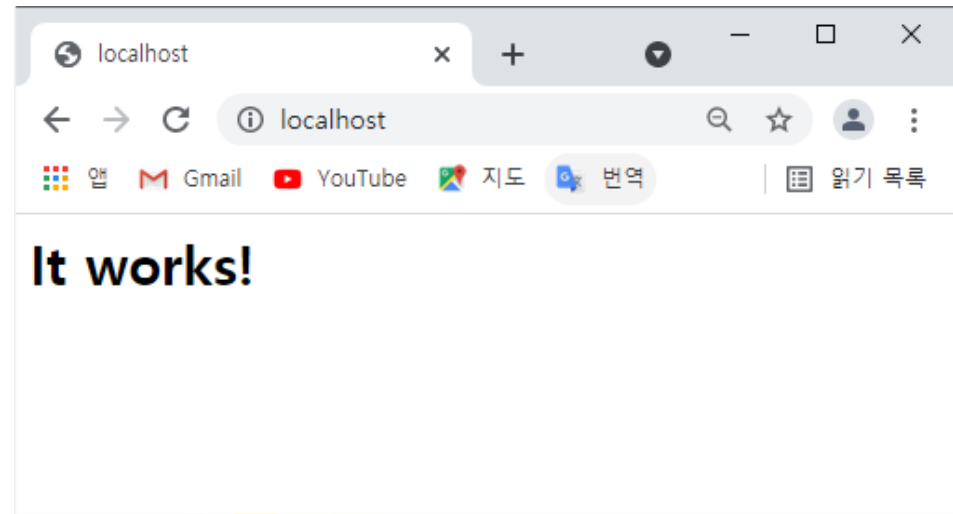 localhost
localhost
앱 Gmail YouTube 지도 번역 읽기 목록
It works!